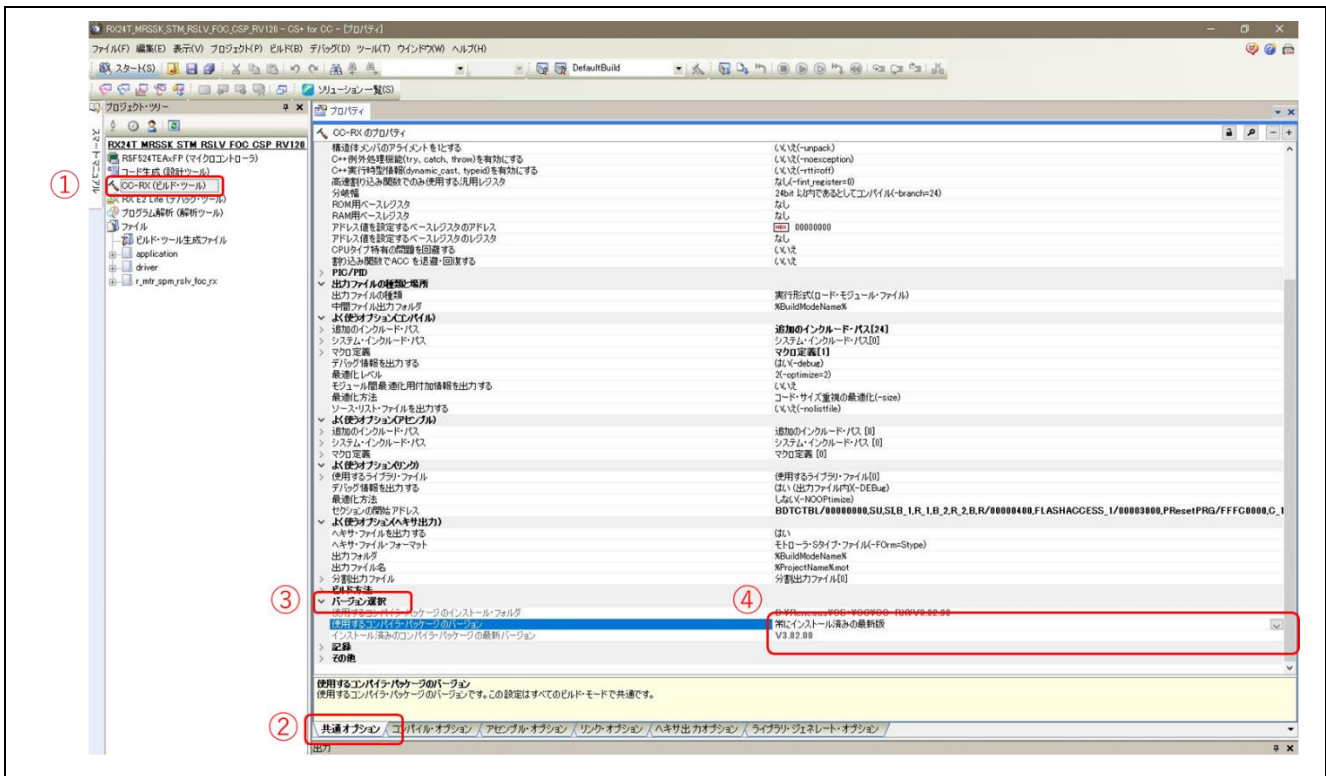 RX24T_MRSSK_STM_RSLV_FOC_CSP_RV120 - CS+ for CC - [プロパティ]
ファイル(F) 編集(E) 表示(V) プロジェクト(P) ビルド(B) デバッグ(D) ツール(T) ウインドウ(W) ヘルプ(H)
スタート(S) DefaultBuild
ソリューション一覧(S)
プロジェクト・ツリー
スマート・マニュアル
RX24T_MRSSK_STM_RSLV_FOC_CSP_RV120
R5F524TEAxFP (マイクロコントローラ)
コード生成 (設計ツール)
① CC-RX (ビルド・ツール)
RX E2 Lite (デバッグ・ツール)
プログラム解析 (解析ツール)
ファイル
ビルド・ツール生成ファイル
application
driver
r_mtr_spm_rslv_foc_rx
プロパティ
CC-RX のプロパティ
構造体メンバのアライメントを1とする いいえ(-unpack)
C++例外処理機能(try、catch、throw)を有効にする いいえ(-noexception)
C++実行時型情報(dynamic_cast、typeid)を有効にする いいえ(-rtti=off)
高速割り込み関数でのみ使用する汎用レジスタ なし(-fint_register=0)
分岐幅 24bit 以内であるとしてコンパイル(-branch=24)
ROM用ベースレジスタ なし
RAM用ベースレジスタ なし
アドレス値を設定するベースレジスタのアドレス HEX 00000000
アドレス値を設定するベースレジスタのレジスタ なし
CPUタイプ特有の問題を回避する いいえ
割り込み関数でACC を退避・回復する いいえ
PIC/PID
出力ファイルの種類と場所
出力ファイルの種類 実行形式(ロード・モジュール・ファイル)
中間ファイル出力フォルダ %BuildModeName%
よく使うオプション(コンパイル)
追加のインクルード・パス 追加のインクルード・パス[24]
システム・インクルード・パス システム・インクルード・パス[0]
マクロ定義 マクロ定義[1]
デバッグ情報を出力する はい(-debug)
最適化レベル 2(-optimize=2)
モジュール間最適化用付加情報を出力する いいえ
最適化方法 コード・サイズ重視の最適化(-size)
ソース・リスト・ファイルを出力する いいえ(-nolistfile)
よく使うオプション(アセンブル)
追加のインクルード・パス 追加のインクルード・パス [0]
システム・インクルード・パス システム・インクルード・パス [0]
マクロ定義 マクロ定義 [0]
よく使うオプション(リンク)
使用するライブラリ・ファイル 使用するライブラリ・ファイル[0]
デバッグ情報を出力する はい (出力ファイル内)(-DEBug)
最適化方法 しない(-NOOPtimize)
セクションの開始アドレス BDTCTBL/00000000,SU,SI,B_1,R_1,B_2,R_2,B,R/00000400,FLASHACCESS_1/00003000,PResetPRG/FFFC0000,C_1
よく使うオプション(ヘキサ出力)
ヘキサ・ファイルを出力する はい
ヘキサ・ファイル・フォーマット モトローラ・Sタイプ・ファイル(-FOrm=Stype)
出力フォルダ %BuildModeName%
出力ファイル名 %ProjectName%.mot
分割出力ファイル 分割出力ファイル[0]
ビルド方法
③ バージョン選択 ④
使用するコンパイラ・パッケージのインストール・フォルダ
使用するコンパイラ・パッケージのバージョン 常にインストール済みの最新版
インストール済みのコンパイラ・パッケージの最新バージョン V3.02.00
記録
その他
使用するコンパイラ・パッケージのバージョン
使用するコンパイラ・パッケージのバージョンです。この設定はすべてのビルド・モードで共通です。
② 共通オプション コンパイル・オプション アセンブル・オプション リンク・オプション ヘキサ出力オプション ライブラリ・ジェネレート・オプション
出力